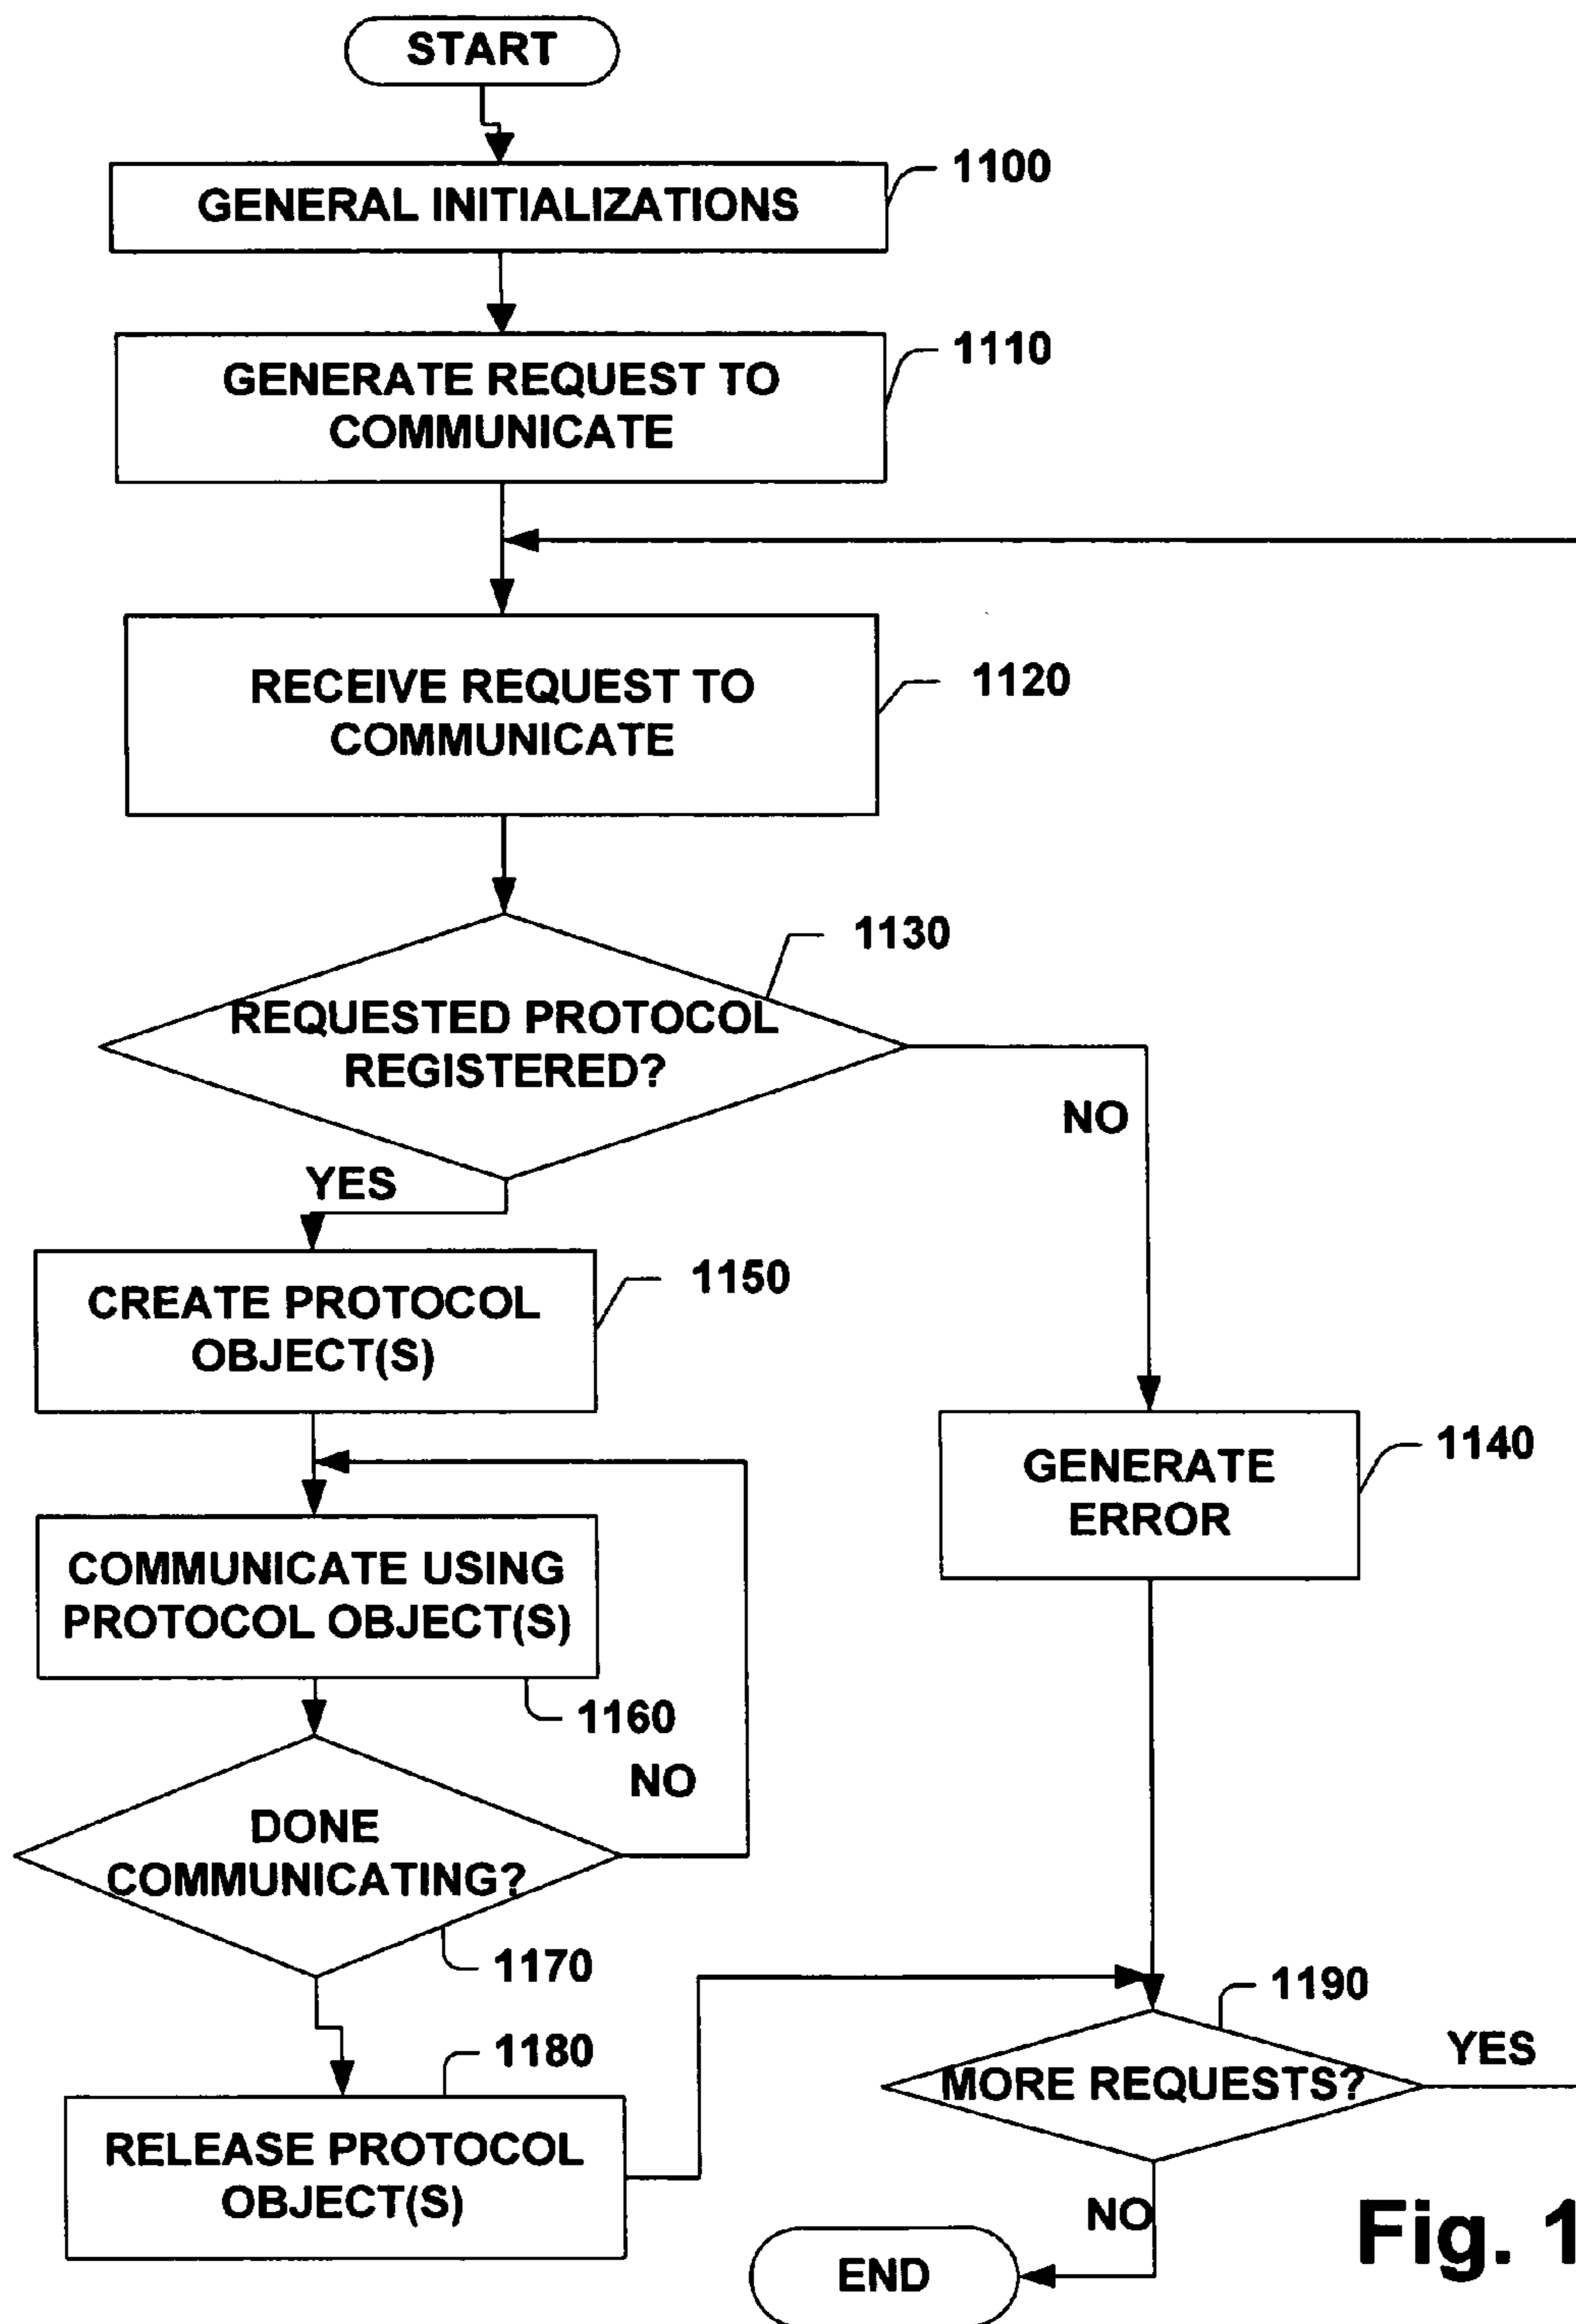 START
GENERAL INITIALIZATIONS
1100
GENERATE REQUEST TO
COMMUNICATE
1110
RECEIVE REQUEST TO
COMMUNICATE
1120
REQUESTED PROTOCOL
REGISTERED?
1130
NO
YES
CREATE PROTOCOL
OBJECT(S)
1150
GENERATE
ERROR
1140
COMMUNICATE USING
PROTOCOL OBJECT(S)
1160
NO
DONE
COMMUNICATING?
1170
1190
MORE REQUESTS?
YES
1180
RELEASE PROTOCOL
OBJECT(S)
NO
END
Fig. 1